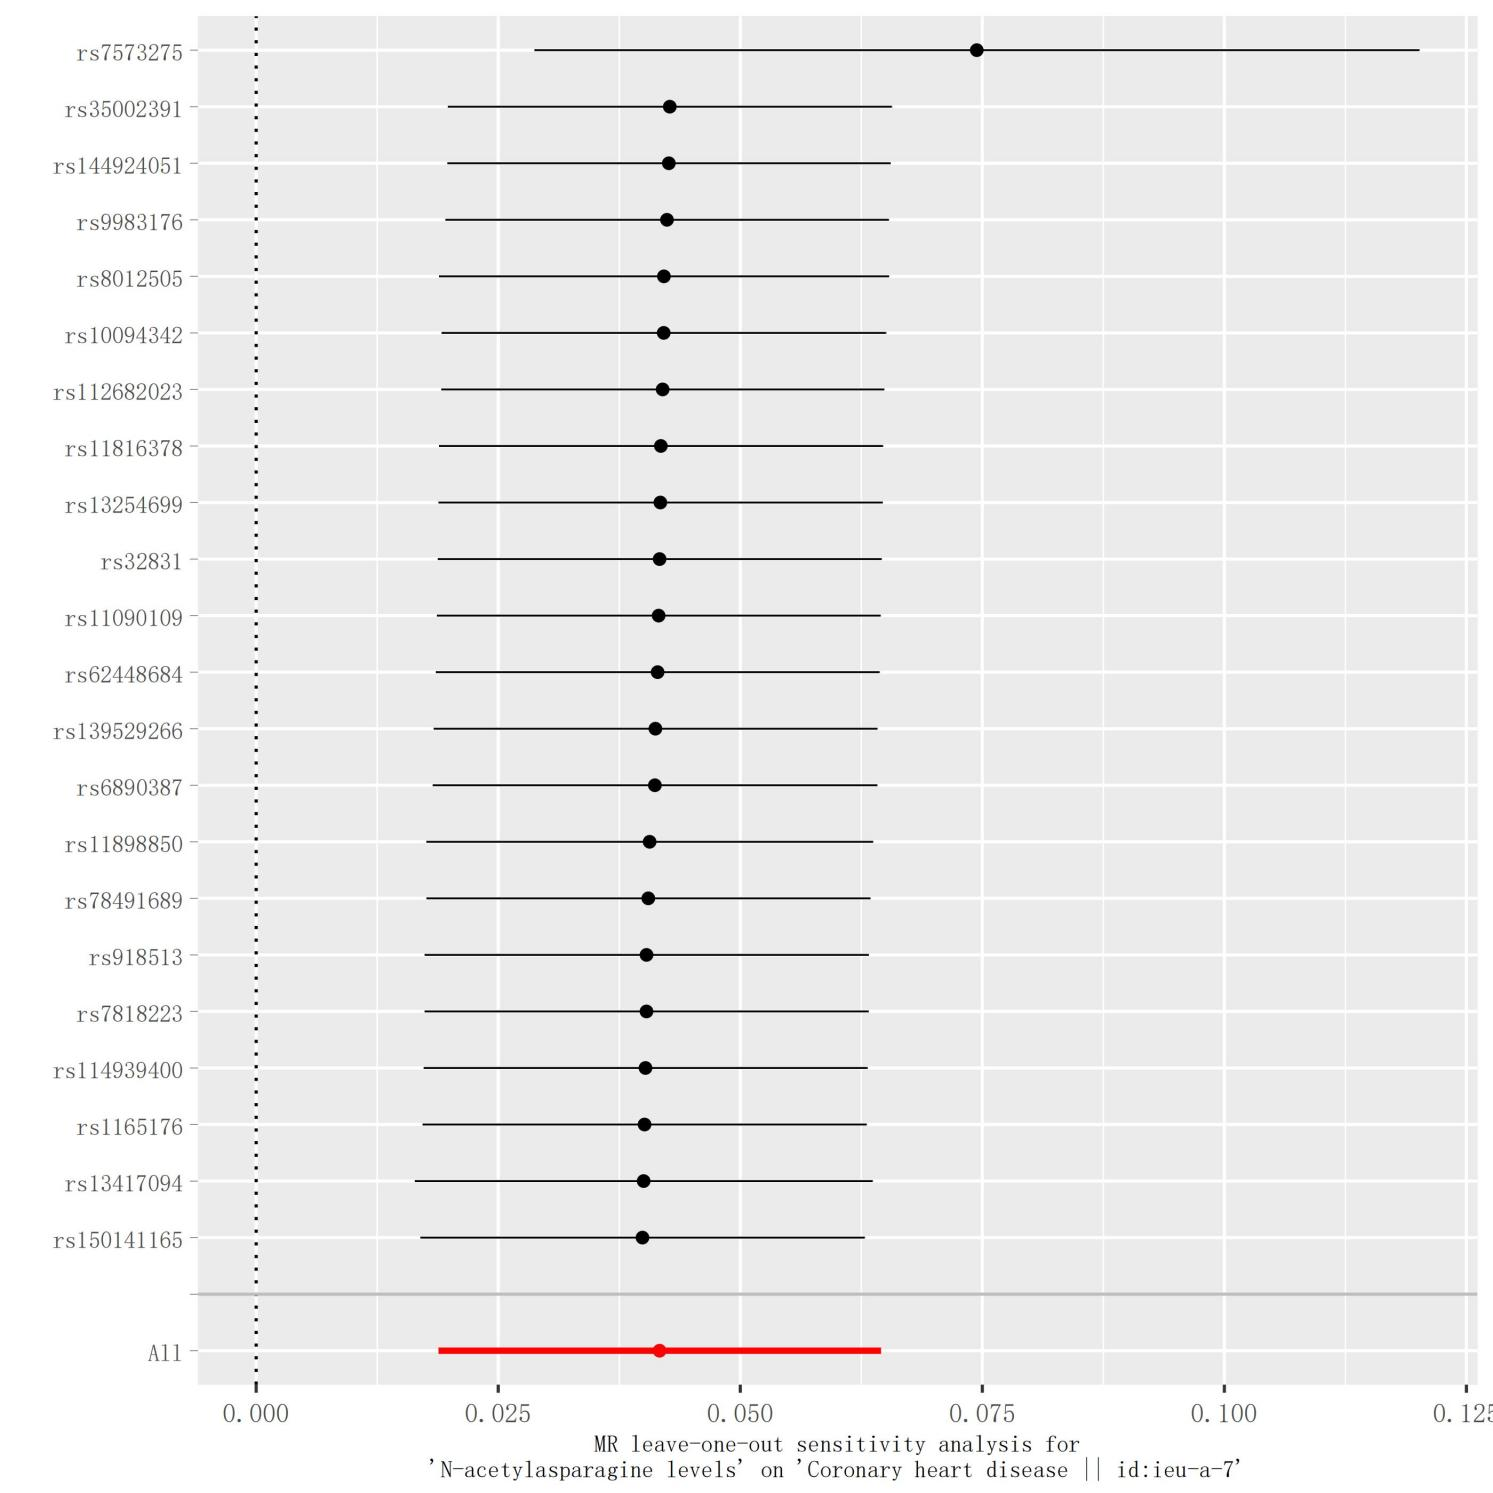 rs7573275
rs35002391
rs144924051
rs9983176
rs8012505
rs10094342
rs112682023
rs11816378
rs13254699
rs32831
rs11090109
rs62448684
rs139529266
rs6890387
rs11898850
rs78491689
rs918513
rs7818223
rs114939400
rs1165176
rs13417094
rs150141165
All
0.000 0.025 0.050 0.075 0.100 0.125
MR leave-one-out sensitivity analysis for
'N-acetylasparagine levels' on 'Coronary heart disease || id:ieu-a-7'